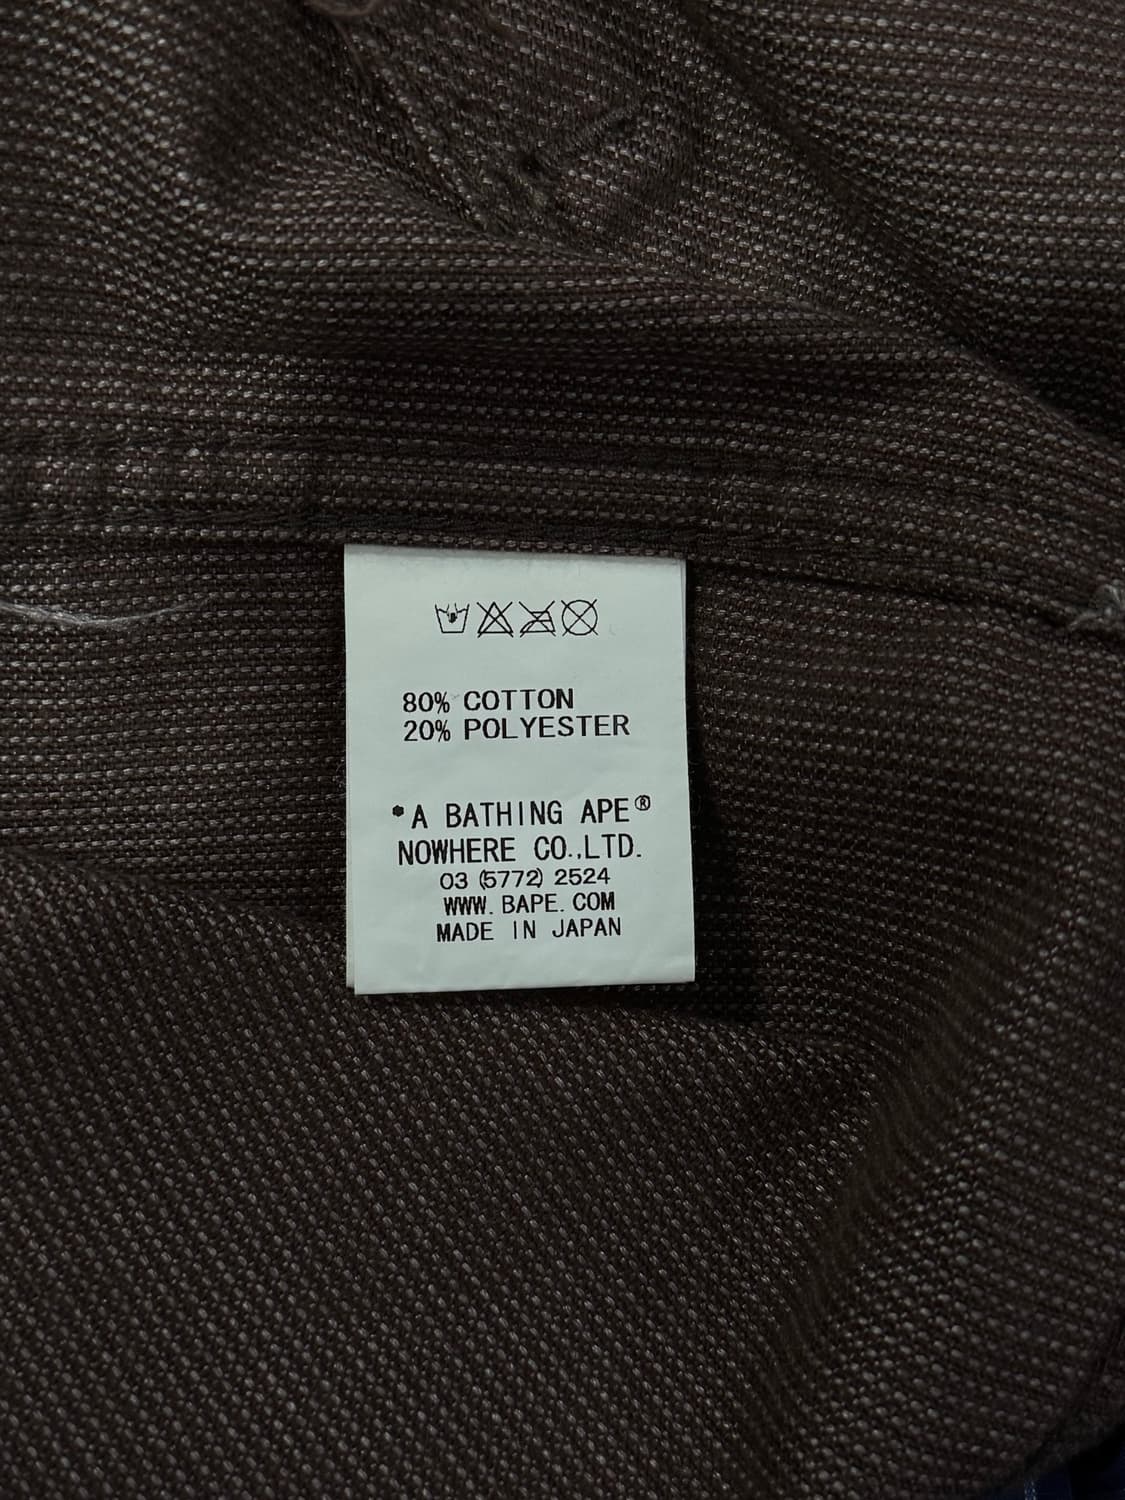 80% COTTON
20% POLYESTER
*A BATHING APE®
NOWHERE CO.,LTD.
03 (5772) 2524
WWW. BAPE. COM
MADE IN JAPAN